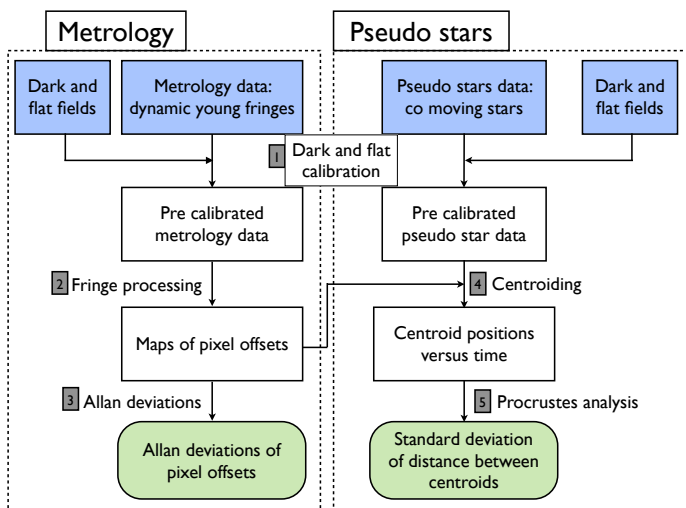 Metrology
Pseudo stars
Dark and
flat fields
Metrology data:
dynamic young fringes
Pseudo stars data:
co moving stars
Dark and
flat fields
1 Dark and flat
calibration
Pre calibrated
metrology data
Pre calibrated
pseudo star data
2 Fringe processing
4 Centroiding
Maps of pixel offsets
Centroid positions
versus time
3 Allan deviations
5 Procrustes analysis
Allan deviations of
pixel offsets
Standard deviation
of distance between
centroids